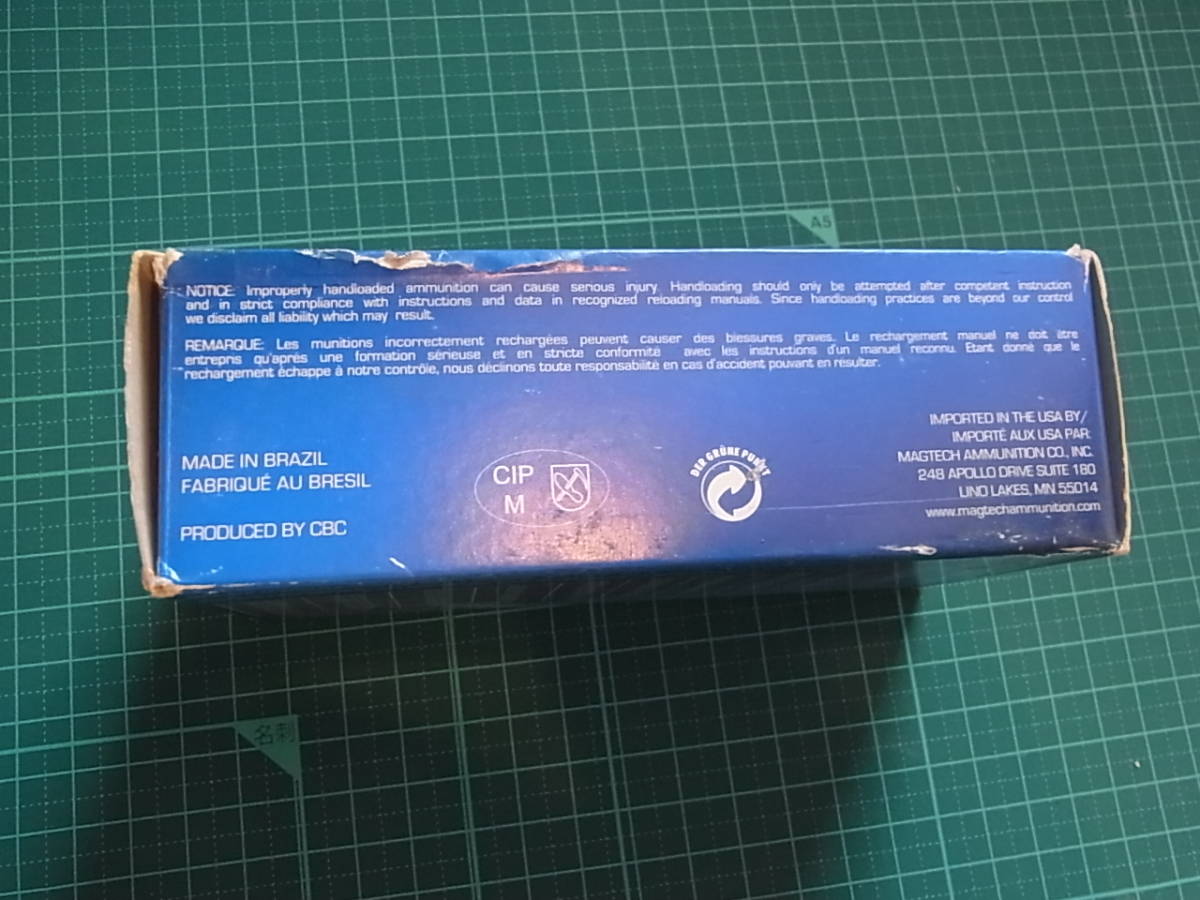 A5
NOTICE: Improperly handloaded ammunition can cause serious injury. Handloading should only be attempted after competent instruction
and in strict compliance with instructions and data in recognized reloading manuals. Since handloading practices are beyond our control
we disclaim all liability which may result.
REMARQUE: Les munitions incorrectement rechargées peuvent causer des blessures graves. Le rechargement manuel ne doit être
entrepris qu'après une formation sérieuse et en stricte conformité avec les instructions d'un manuel reconnu. Etant donné que le
rechargement échappe à notre contrôle, nous déclinons toute responsabilité en cas d'accident pouvant en résulter.
MADE IN BRAZIL
FABRIQUÉ AU BRESIL
PRODUCED BY CBC
CIP
M
DER GRÜNE PUNKT
IMPORTED IN THE USA BY/
IMPORTÉ AUX USA PAR:
MAGTECH AMMUNITION CO., INC.
248 APOLLO DRIVE SUITE 180
LINO LAKES, MN 55014
www.magtechammunition.com
名刺